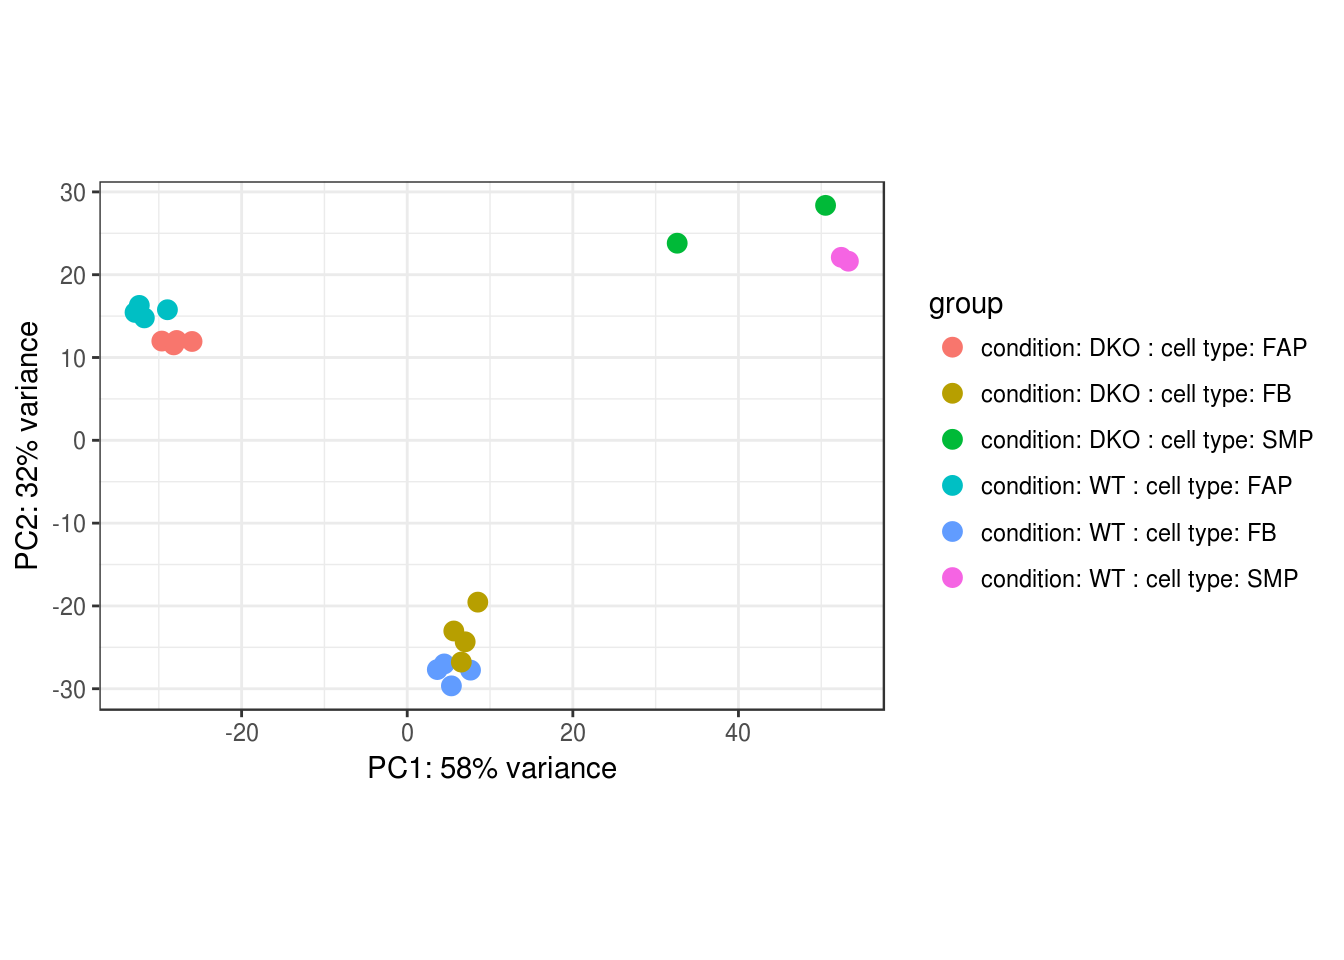 30
20
10
0
-10
-20
-30
PC2: 32% variance
-20
0
20
40
PC1: 58% variance
group
condition: DKO : cell type: FAP
condition: DKO : cell type: FB
condition: DKO : cell type: SMP
condition: WT : cell type: FAP
condition: WT : cell type: FB
condition: WT : cell type: SMP